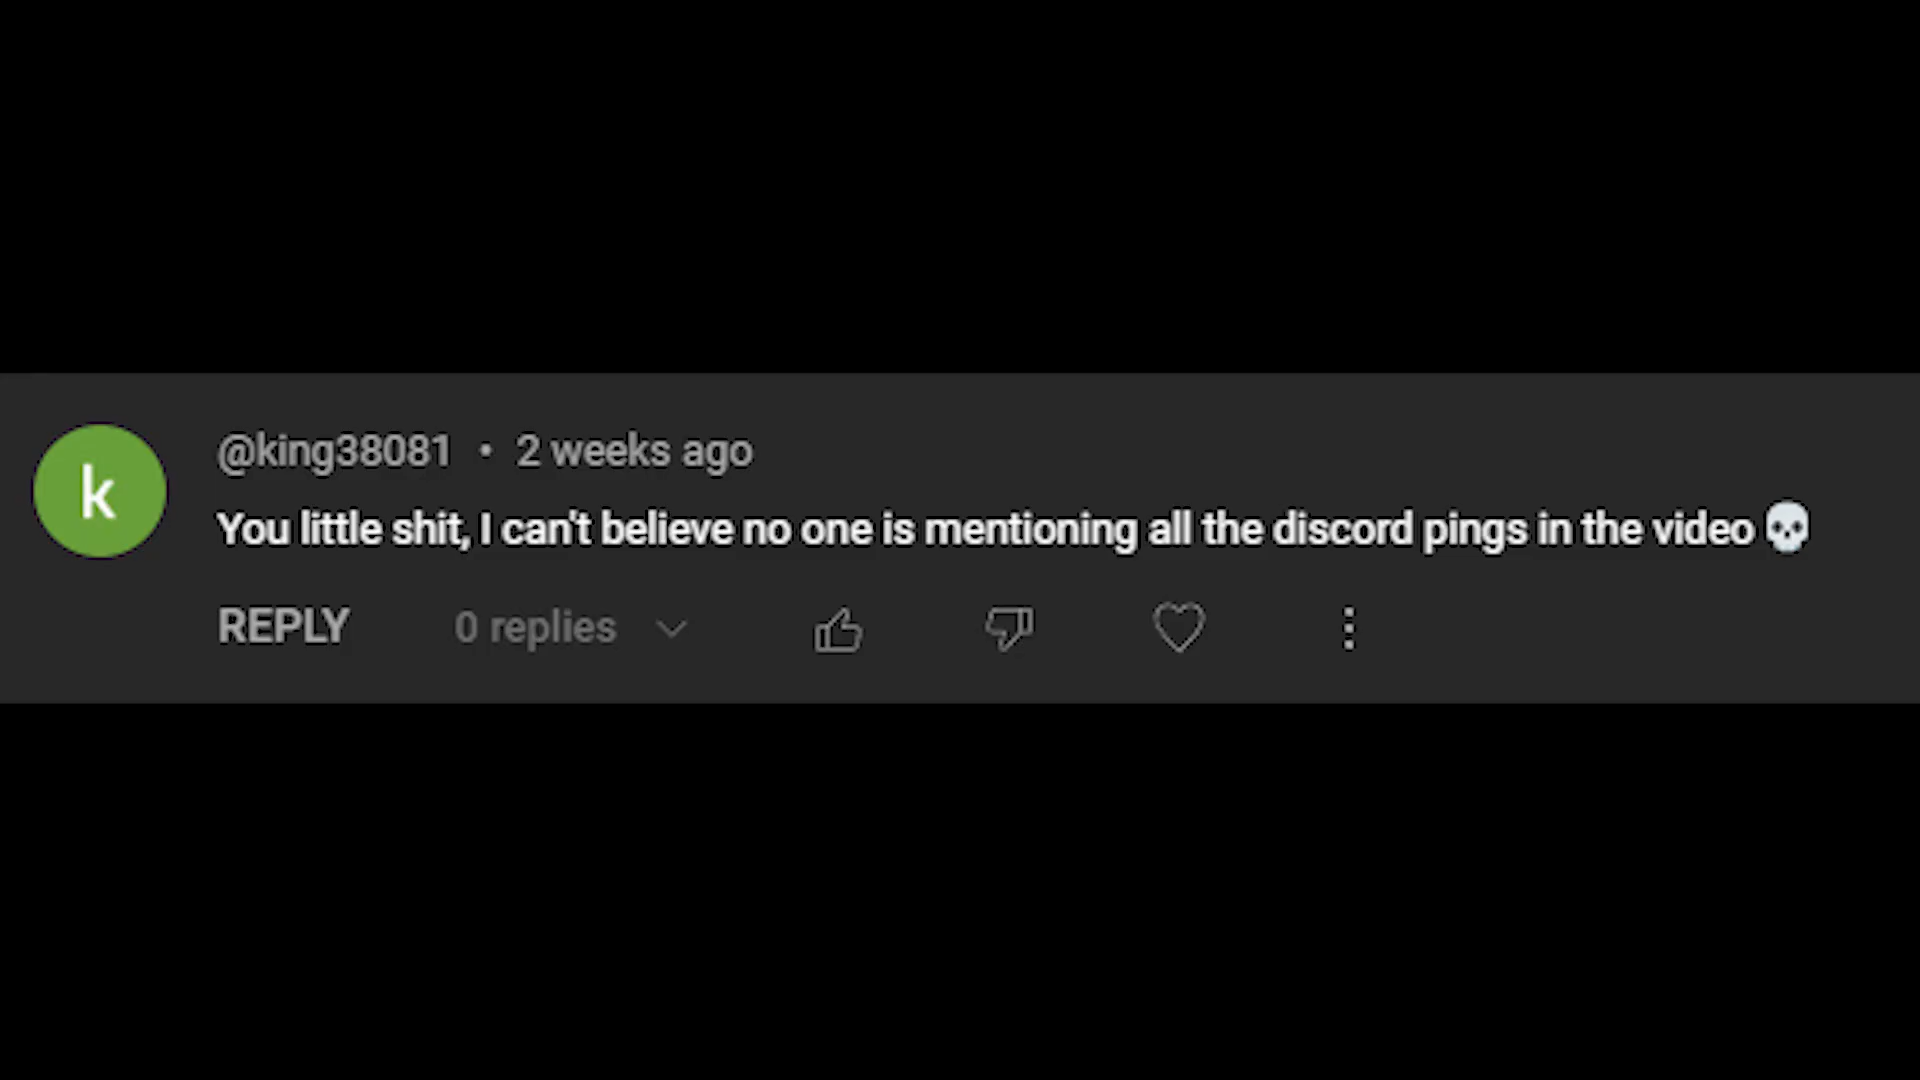 k
@king38081 • 2 weeks ago
You little shit, I can't believe no one is mentioning all the discord pings in the video 💀
REPLY 0 replies